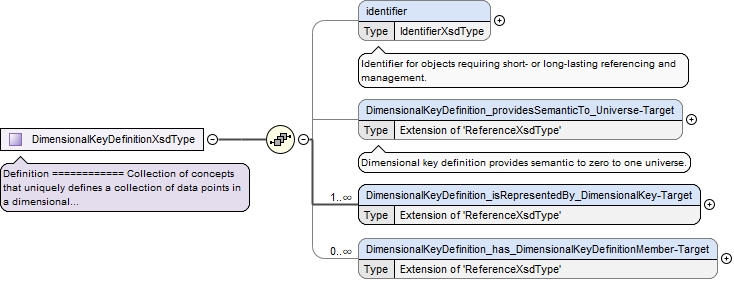 identifier
Type IdentifierXsdType
Identifier for objects requiring short- or long-lasting referencing and
management.
DimensionalKeyDefinition_providesSemanticTo_Universe-Target
Type Extension of 'ReferenceXsdType'
Dimensional key definition provides semantic to zero to one universe.
DimensionalKeyDefinitionXsdType
Definition ============ Collection of concepts
that uniquely defines a collection of data points in
a dimensional...
1..∞
DimensionalKeyDefinition_isRepresentedBy_DimensionalKey-Target
Type Extension of 'ReferenceXsdType'
0..∞
DimensionalKeyDefinition_has_DimensionalKeyDefinitionMember-Target
Type Extension of 'ReferenceXsdType'